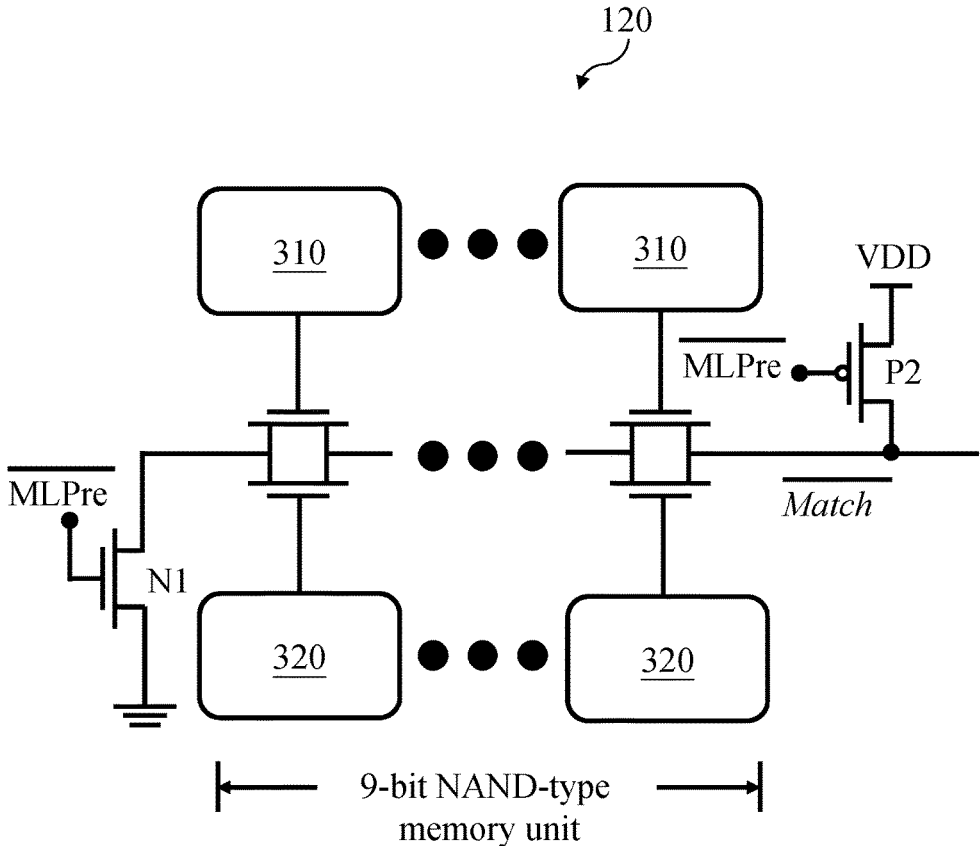 120
310
310
VDD
MLPre
P2
MLPre
Match
N1
320
320
9-bit NAND-type
memory unit